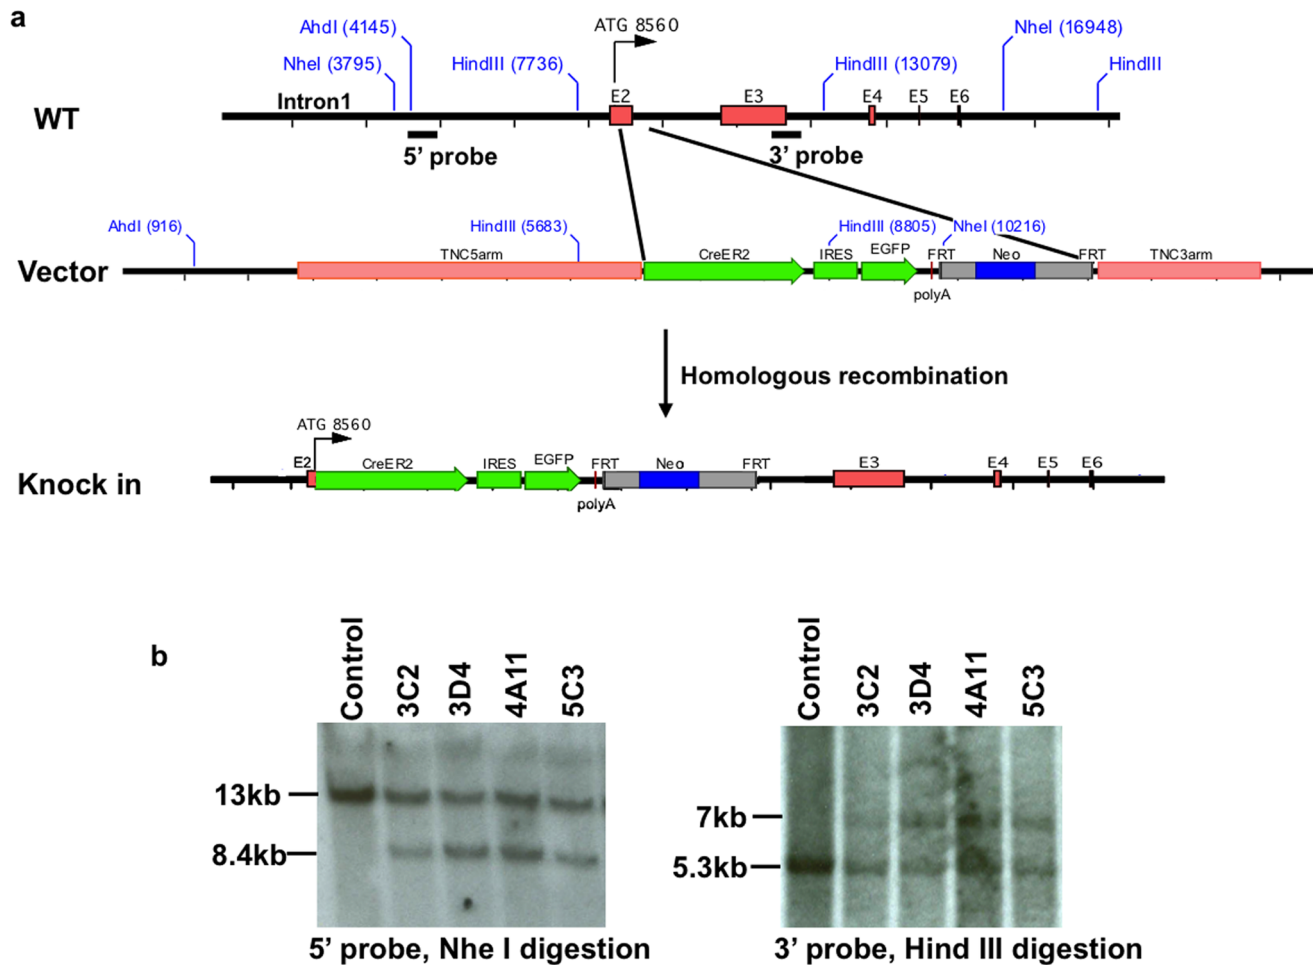 a
ATG 8560
AhdI (4145)
NheI (16948)
NheI (3795)
HindIII (7736)
HindIII (13079)
HindIII
WT
Intron1
E2
E3
E4
E5
E6
5’ probe
3’ probe
AhdI (916)
HindIII (5683)
HindIII (8805)
NheI (10216)
Vector
TNC5arm
CreER2
IRES
EGFP
FRT
Neo
FRT
TNC3arm
polyA
Homologous recombination
ATG 8560
Knock in
E2
CreER2
IRES
EGFP
FRT
Neo
FRT
E3
E4
E5
E6
polyA
b
Control
3C2
3D4
4A11
5C3
13kb
8.4kb
5’ probe, Nhe I digestion
Control
3C2
3D4
4A11
5C3
7kb
5.3kb
3’ probe, Hind III digestion